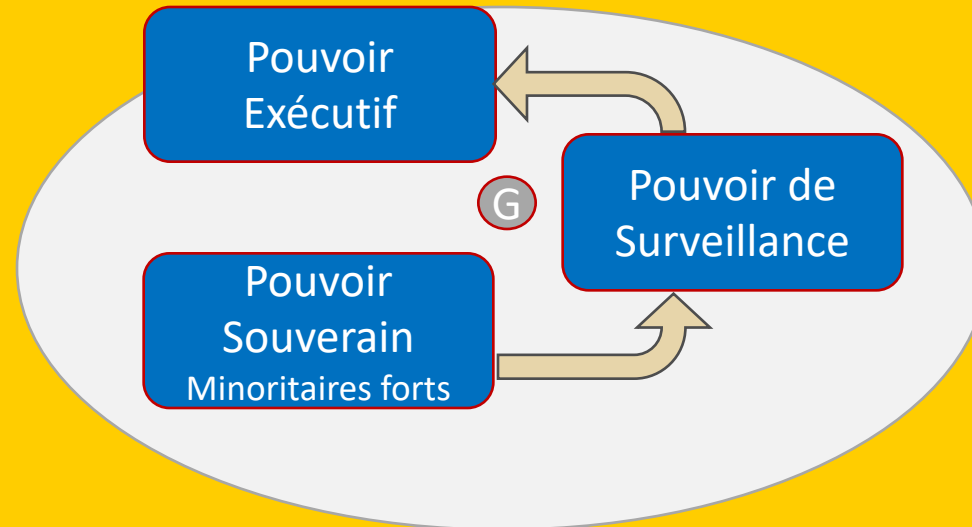 Pouvoir
Exécutif
G
Pouvoir de
Surveillance
Pouvoir
Souverain
Minoritaires forts